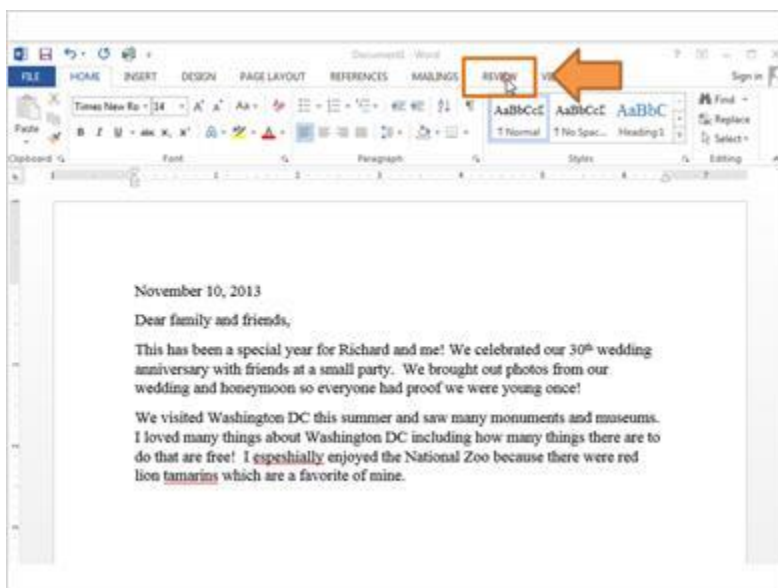 Document1 - Word
FILE HOME INSERT DESIGN PAGE LAYOUT REFERENCES MAILINGS REVIEW Sign in
Times New Ro 14 Aa
Find
Replace
Select
Paste
B I U abc
AaBbCcE AaBbCcE AaBbC
¶ Normal ¶ No Spac... Heading 1
Clipboard Font Paragraph Styles Editing
November 10, 2013
Dear family and friends,
This has been a special year for Richard and me! We celebrated our 30th wedding
anniversary with friends at a small party. We brought out photos from our
wedding and honeymoon so everyone had proof we were young once!
We visited Washington DC this summer and saw many monuments and museums.
I loved many things about Washington DC including how many things there are to
do that are free! I espeshially enjoyed the National Zoo because there were red
lion tamarins which are a favorite of mine.